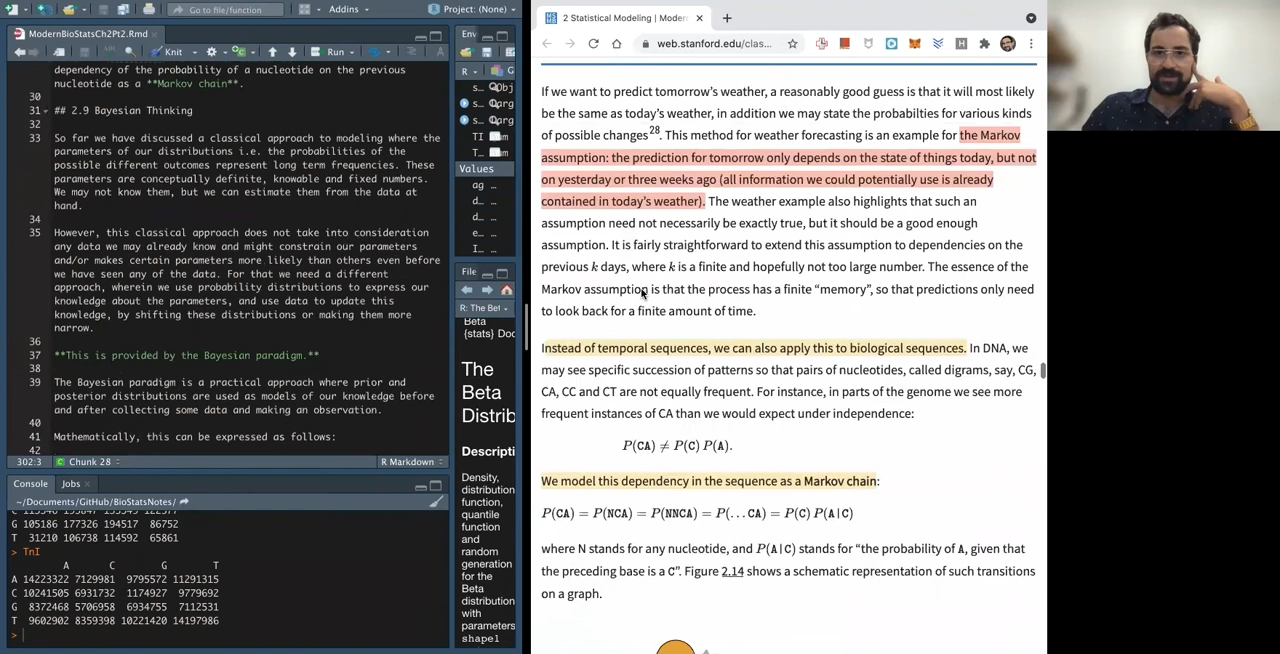 Go to file/function
Addins
Project: (None)
ModernBioStatsCh2Pt2.Rmd
Knit
Run
dependency of the probability of a nucleotide on the previous
nucleotide as a **Markov chain**.
30
31 ## 2.9 Bayesian Thinking
32
33 So far we have discussed a classical approach to modeling where the
parameters of our distributions i.e. the probabilities of the
possible different outcomes represent long term frequencies. These
parameters are conceptually definite, knowable and fixed numbers.
We may not know them, but we can estimate them from the data at
hand.
34
35 However, this classical approach does not take into consideration
any data we may already know and might constrain our parameters
and/or makes certain parameters more likely than others even before
we have seen any of the data. For that we need a different
approach, wherein we use probability distributions to express our
knowledge about the parameters, and use data to update this
knowledge, by shifting these distributions or making them more
narrow.
36
37 **This is provided by the Bayesian paradigm.**
38
39 The Bayesian paradigm is a practical approach where prior and
posterior distributions are used as models of our knowledge before
and after collecting some data and making an observation.
40
41 Mathematically, this can be expressed as follows:
42
302:3 Chunk 28 R Markdown
Console Jobs
~/Documents/GitHub/BioStatsNotes/
G 105186 177326 194517 86752
T 31210 106738 114592 65861
> TnI
A C G T
A 14223322 7129981 9795572 11291315
C 10241505 6931732 1174927 9779692
G 8372468 5706958 6934755 7112531
T 9602902 8359398 10221420 14197986
>
Env
R
s...
s...
s...
TI
T...
Values
ag ...
d... ...
d... ...
e... ...
I... ...
File
R: The Bet
Beta
{stats} Doc
The
Beta
Distrib
Descripti
Density,
distribution
function,
quantile
function
and
random
generation
for the
Beta
distribution
with
parameters
shape1
2 Statistical Modeling | Moder
web.stanford.edu/clas...
If we want to predict tomorrow's weather, a reasonably good guess is that it will most likely
be the same as today's weather, in addition we may state the probabilties for various kinds
of possible changes28. This method for weather forecasting is an example for the Markov
assumption: the prediction for tomorrow only depends on the state of things today, but not
on yesterday or three weeks ago (all information we could potentially use is already
contained in today's weather). The weather example also highlights that such an
assumption need not necessarily be exactly true, but it should be a good enough
assumption. It is fairly straightforward to extend this assumption to dependencies on the
previous k days, where k is a finite and hopefully not too large number. The essence of the
Markov assumption is that the process has a finite “memory”, so that predictions only need
to look back for a finite amount of time.
Instead of temporal sequences, we can also apply this to biological sequences. In DNA, we
may see specific succession of patterns so that pairs of nucleotides, called digrams, say, CG,
CA, CC and CT are not equally frequent. For instance, in parts of the genome we see more
frequent instances of CA than we would expect under independence:
P(CA) ≠ P(C) P(A).
We model this dependency in the sequence as a Markov chain:
P(CA) = P(NCA) = P(NNCA) = P(...CA) = P(C) P(A|C)
where N stands for any nucleotide, and P(A|C) stands for “the probability of A, given that
the preceding base is a C”. Figure 2.14 shows a schematic representation of such transitions
on a graph.